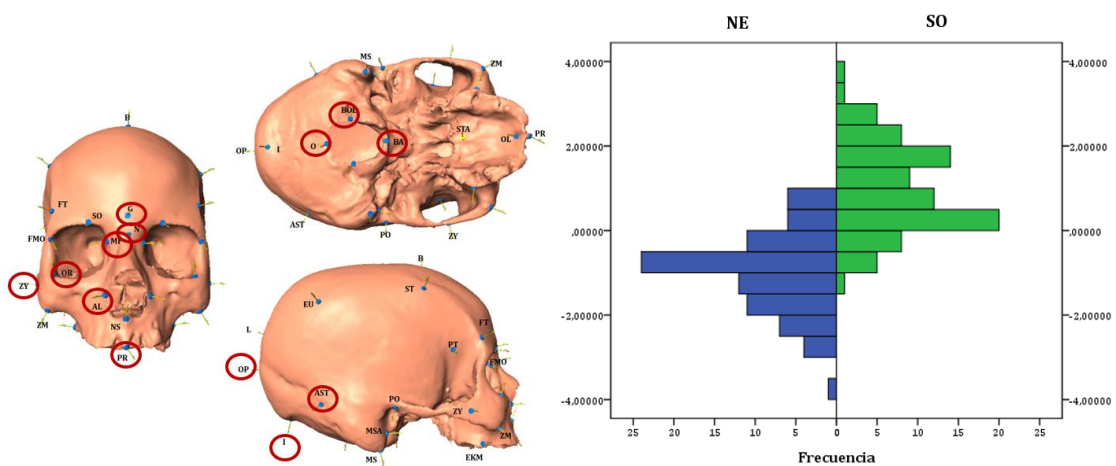 B
FT
SO
G
N
FMO
MF
OR
ZY
AL
ZM
NS
PR
MS
ZM
BOL
O
BA
STA
OL
PR
OP
I
AST
PO
ZY
B
ST
EU
L
FT
PT
FMO
OP
AST
PO
ZY
I
MSA
ZM
MS
EKM
NE SO
4,00000 4,00000
2,00000 2,00000
,00000 ,00000
-2,00000 -2,00000
-4,00000 -4,00000
25 20 15 10 5 0 0 5 10 15 20 25
Frecuencia